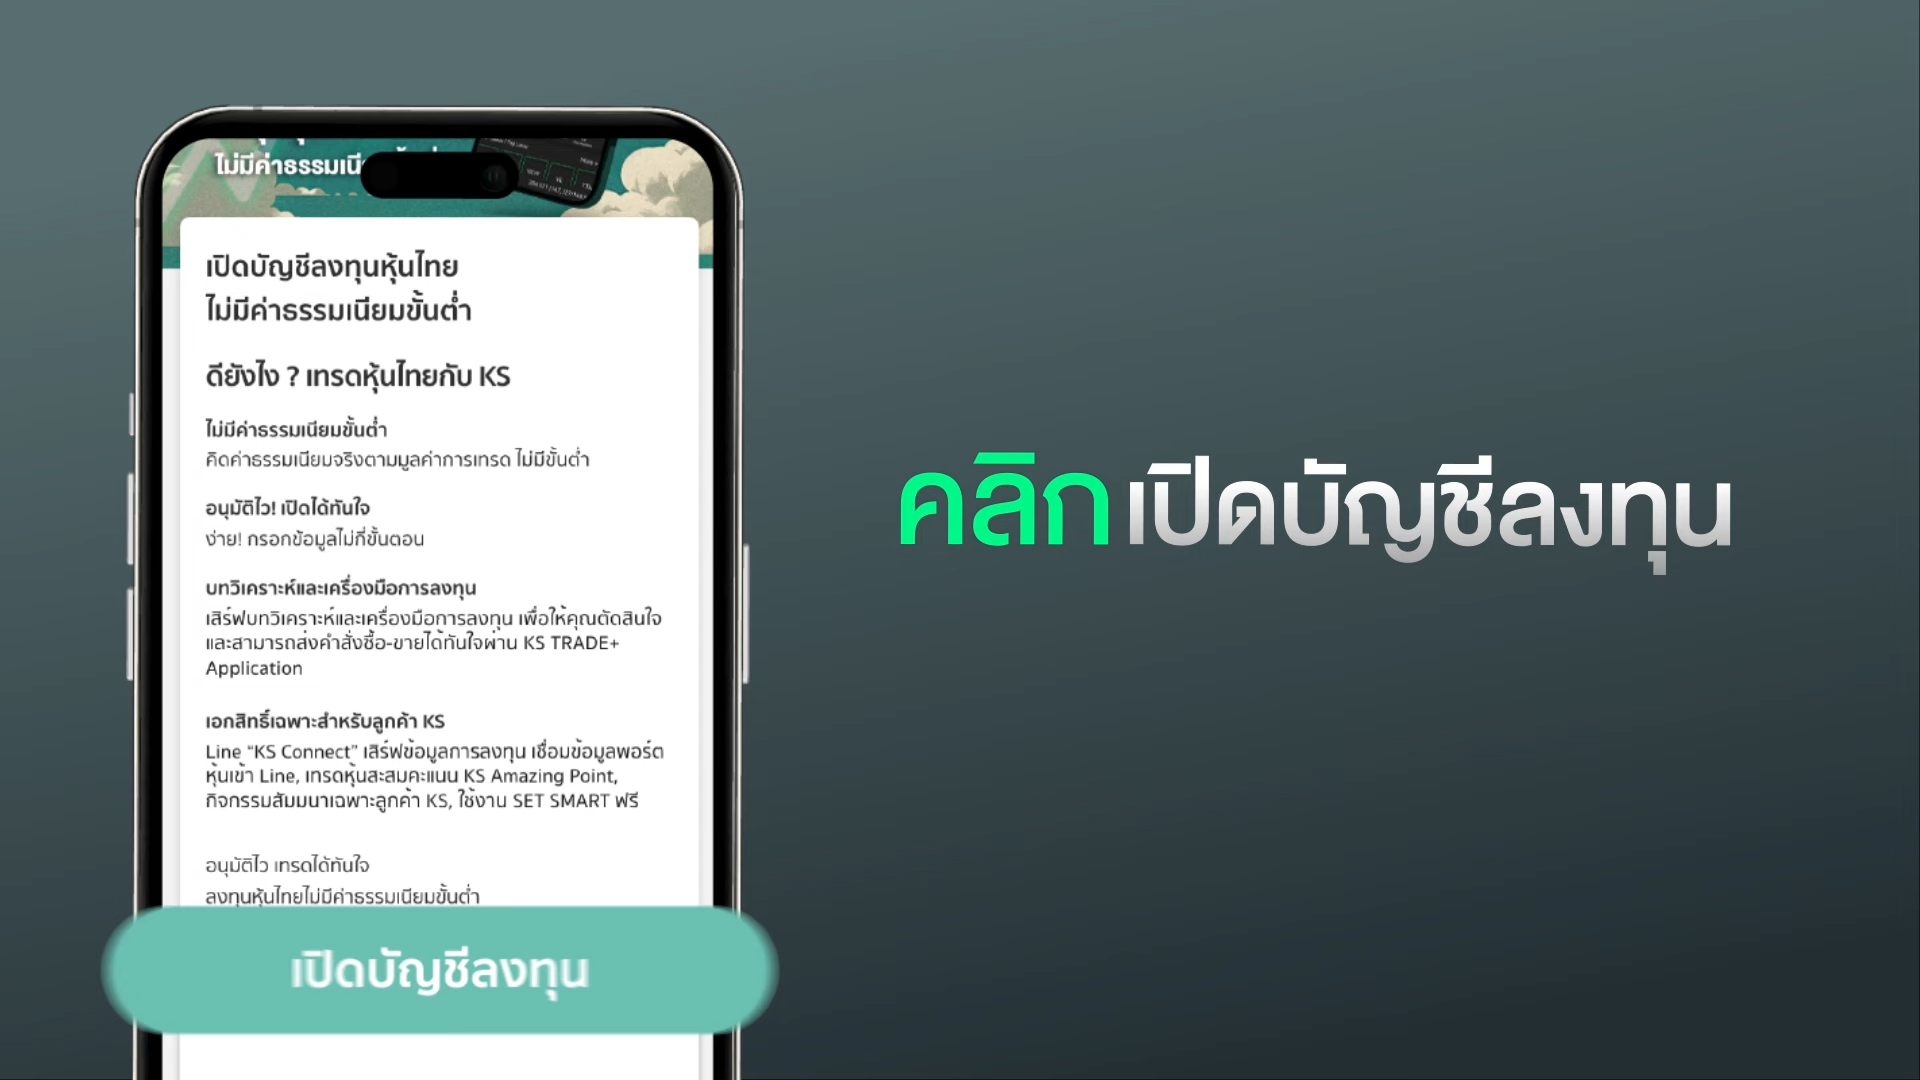 ไม่มีค่าธรรมเนี
เปิดบัญชีลงทุนหุ้นไทย
ไม่มีค่าธรรมเนียมขั้นต่ำ
ดียังไง ? เทรดหุ้นไทยกับ KS
ไม่มีค่าธรรมเนียมขั้นต่ำ
คิดค่าธรรมเนียมจริงตามมูลค่าการเทรด ไม่มีขั้นต่ำ
อนุมัติไว! เปิดได้ทันใจ
ง่าย! กรอกข้อมูลไม่กี่ขั้นตอน
บทวิเคราะห์และเครื่องมือการลงทุน
เสิร์ฟบทวิเคราะห์และเครื่องมือการลงทุน เพื่อให้คุณตัดสินใจ
และสามารถส่งคำสั่งซื้อ-ขายได้ทันใจผ่าน KS TRADE+
Application
เอกสิทธิ์เฉพาะสำหรับลูกค้า KS
Line “KS Connect” เสิร์ฟข้อมูลการลงทุน เชื่อมข้อมูลพอร์ต
หุ้นเข้า Line, เทรดหุ้นสะสมคะแนน KS Amazing Point,
กิจกรรมสัมมนาเฉพาะลูกค้า KS, ใช้งาน SET SMART ฟรี
อนุมัติไว เทรดได้ทันใจ
ลงทุนหุ้นไทยไม่มีค่าธรรมเนียมขั้นต่ำ
เปิดบัญชีลงทุน
คลิกเปิดบัญชีลงทุน